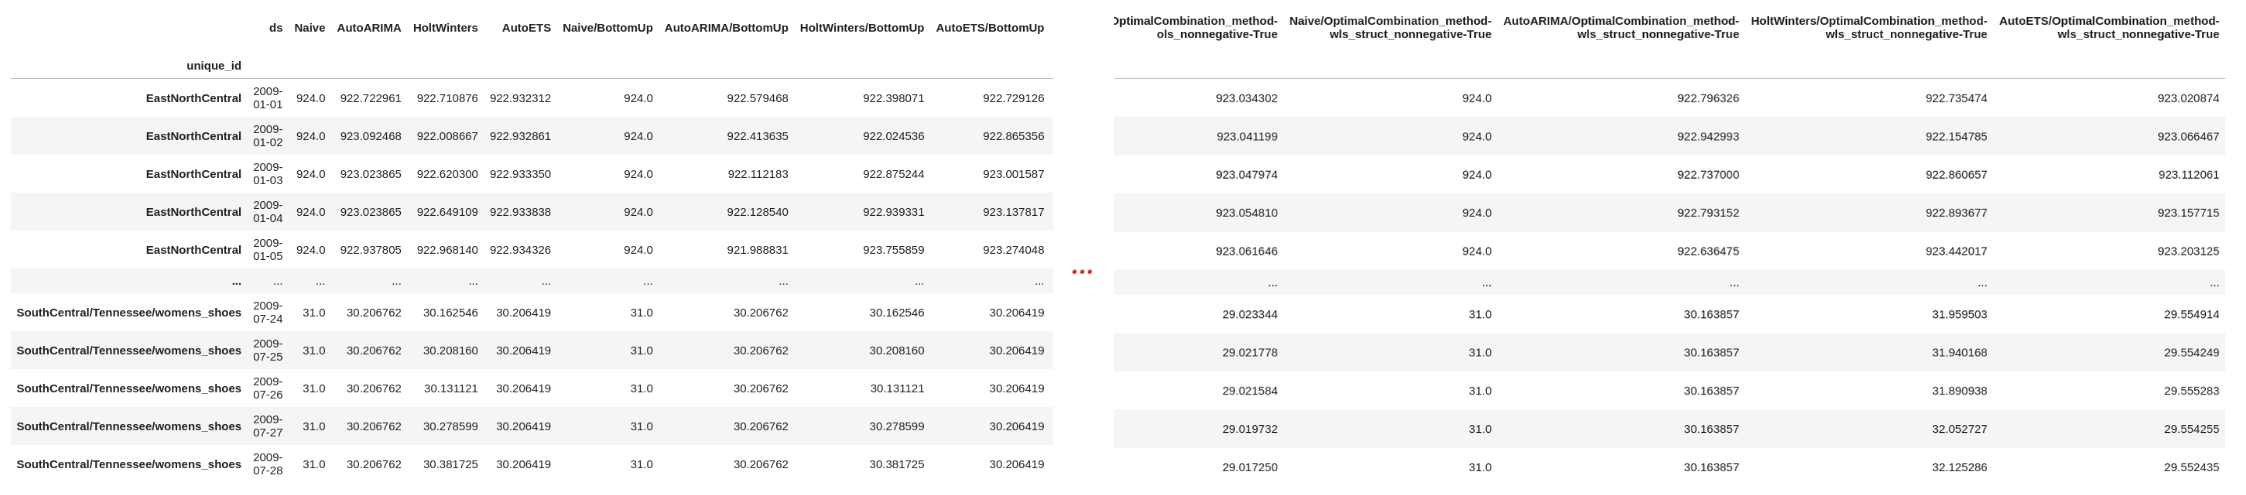 ds Naive AutoARIMA HoltWinters AutoETS Naive/BottomUp AutoARIMA/BottomUp HoltWinters/BottomUp AutoETS/BottomUp OptimalCombination_method-ols_nonnegative-True Naive/OptimalCombination_method-wls_struct_nonnegative-True AutoARIMA/OptimalCombination_method-wls_struct_nonnegative-True HoltWinters/OptimalCombination_method-wls_struct_nonnegative-True AutoETS/OptimalCombination_method-wls_struct_nonnegative-True
unique_id
EastNorthCentral 2009-01-01 924.0 922.722961 922.710876 922.932312 924.0 922.579468 922.398071 922.729126 923.034302 924.0 922.796326 922.735474 923.020874
EastNorthCentral 2009-01-02 924.0 923.092468 922.008667 922.932861 924.0 922.413635 922.024536 922.865356 923.041199 924.0 922.942993 922.154785 923.066467
EastNorthCentral 2009-01-03 924.0 923.023865 922.620300 922.933350 924.0 922.112183 922.875244 923.001587 923.047974 924.0 922.737000 922.860657 923.112061
EastNorthCentral 2009-01-04 924.0 923.023865 922.649109 922.933838 924.0 922.128540 922.939331 923.137817 923.054810 924.0 922.793152 922.893677 923.157715
EastNorthCentral 2009-01-05 924.0 922.937805 922.968140 922.934326 924.0 921.988831 923.755859 923.274048 923.061646 924.0 922.636475 923.442017 923.203125
... ... ... ... ... ... ... ... ... ... ... ... ... ... ... ...
SouthCentral/Tennessee/womens_shoes 2009-07-24 31.0 30.206762 30.162546 30.206419 31.0 30.206762 30.162546 30.206419 29.023344 31.0 30.163857 31.959503 29.554914
SouthCentral/Tennessee/womens_shoes 2009-07-25 31.0 30.206762 30.208160 30.206419 31.0 30.206762 30.208160 30.206419 29.021778 31.0 30.163857 31.940168 29.554249
SouthCentral/Tennessee/womens_shoes 2009-07-26 31.0 30.206762 30.131121 30.206419 31.0 30.206762 30.131121 30.206419 29.021584 31.0 30.163857 31.890938 29.555283
SouthCentral/Tennessee/womens_shoes 2009-07-27 31.0 30.206762 30.278599 30.206419 31.0 30.206762 30.278599 30.206419 29.019732 31.0 30.163857 32.052727 29.554255
SouthCentral/Tennessee/womens_shoes 2009-07-28 31.0 30.206762 30.381725 30.206419 31.0 30.206762 30.381725 30.206419 29.017250 31.0 30.163857 32.125286 29.552435